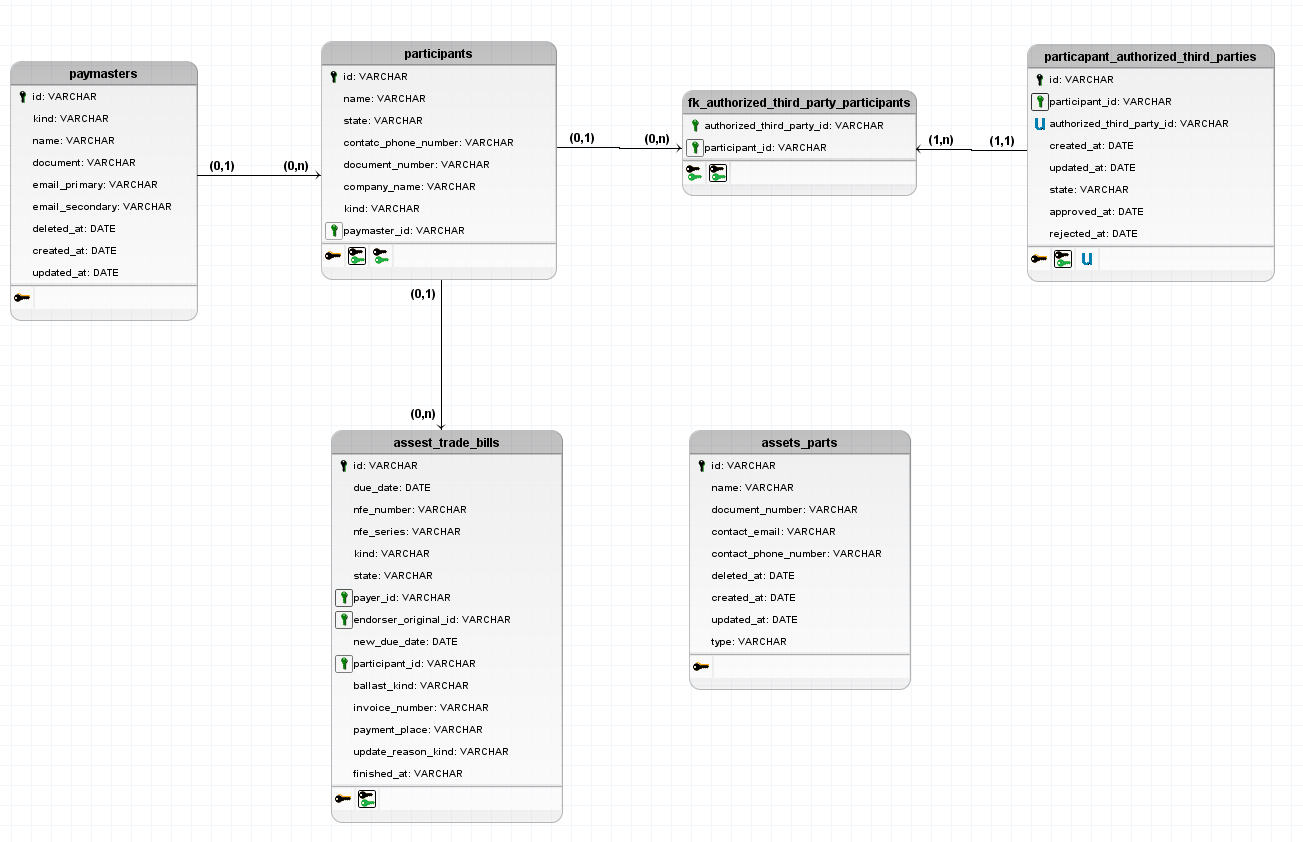 paymasters
id: VARCHAR
kind: VARCHAR
name: VARCHAR
document: VARCHAR
email_primary: VARCHAR
email_secondary: VARCHAR
deleted_at: DATE
created_at: DATE
updated_at: DATE
(0,1)
(0,n)
participants
id: VARCHAR
name: VARCHAR
state: VARCHAR
contatc_phone_number: VARCHAR
document_number: VARCHAR
company_name: VARCHAR
kind: VARCHAR
paymaster_id: VARCHAR
(0,1)
(0,n)
fk_authorized_third_party_participants
authorized_third_party_id: VARCHAR
participant_id: VARCHAR
(1,n)
(1,1)
particapant_authorized_third_parties
id: VARCHAR
participant_id: VARCHAR
U authorized_third_party_id: VARCHAR
created_at: DATE
updated_at: DATE
state: VARCHAR
approved_at: DATE
rejected_at: DATE
U
(0,1)
(0,n)
assest_trade_bills
id: VARCHAR
due_date: DATE
nfe_number: VARCHAR
nfe_series: VARCHAR
kind: VARCHAR
state: VARCHAR
payer_id: VARCHAR
endorser_original_id: VARCHAR
new_due_date: DATE
participant_id: VARCHAR
ballast_kind: VARCHAR
invoice_number: VARCHAR
payment_place: VARCHAR
update_reason_kind: VARCHAR
finished_at: VARCHAR
assets_parts
id: VARCHAR
name: VARCHAR
document_number: VARCHAR
contact_email: VARCHAR
contact_phone_number: VARCHAR
deleted_at: DATE
created_at: DATE
updated_at: DATE
type: VARCHAR